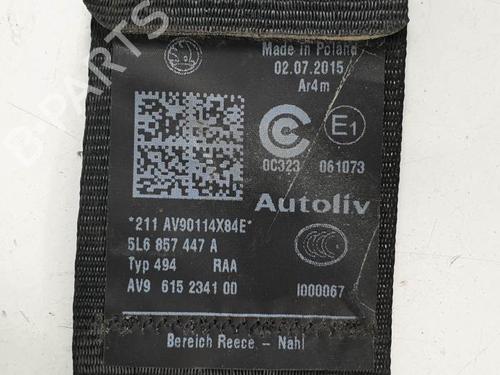 Made in Poland
02.07.2015
Ar4m
C
E1
0C323 061073
Autoliv
*211 AV90114X84E*
5L6 857 447 A
Typ 494 RAA
AV9 615 2341 00 I000067
Bereich Reece - Nahl
B-PARTS